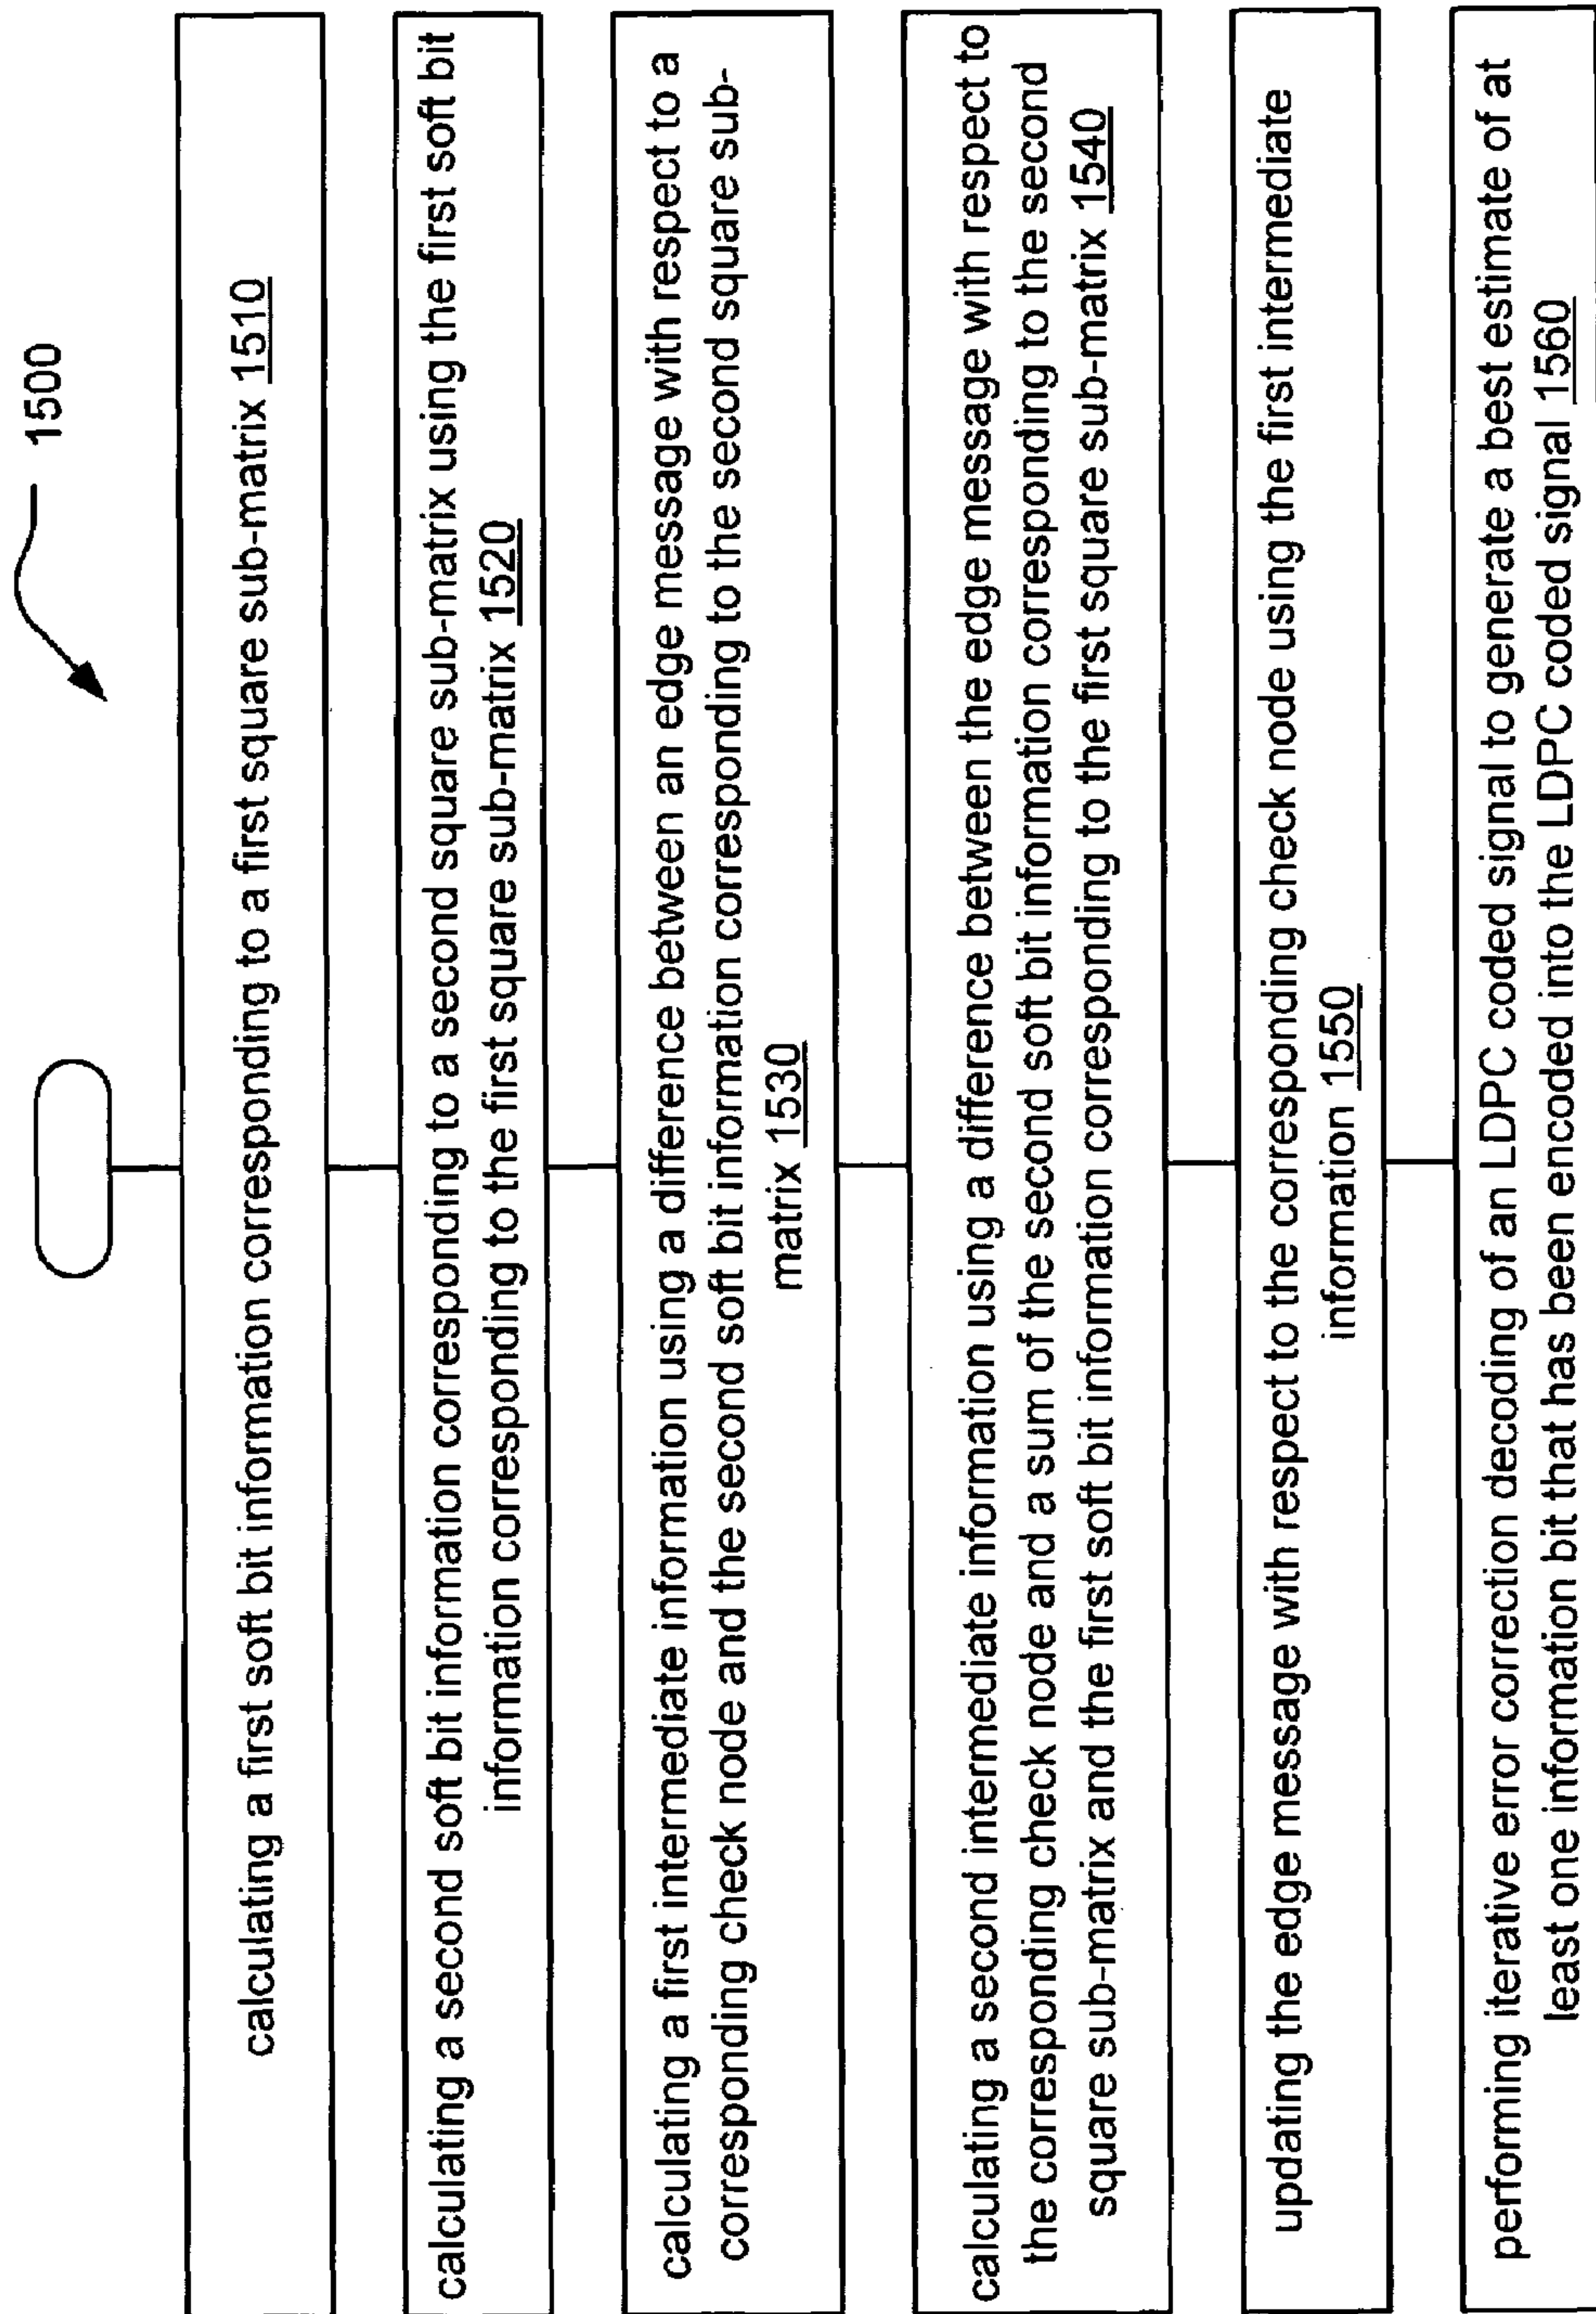 1500
calculating a first soft bit information corresponding to a first square sub-matrix 1510
calculating a second soft bit information corresponding to a second square sub-matrix using the first soft bit
information corresponding to the first square sub-matrix 1520
calculating a first intermediate information using a difference between an edge message with respect to a
corresponding check node and the second soft bit information corresponding to the second square sub-
matrix 1530
calculating a second intermediate information using a difference between the edge message with respect to
the corresponding check node and a sum of the second soft bit information corresponding to the second
square sub-matrix and the first soft bit information corresponding to the first square sub-matrix 1540
updating the edge message with respect to the corresponding check node using the first intermediate
information 1550
performing iterative error correction decoding of an LDPC coded signal to generate a best estimate of at
least one information bit that has been encoded into the LDPC coded signal 1560